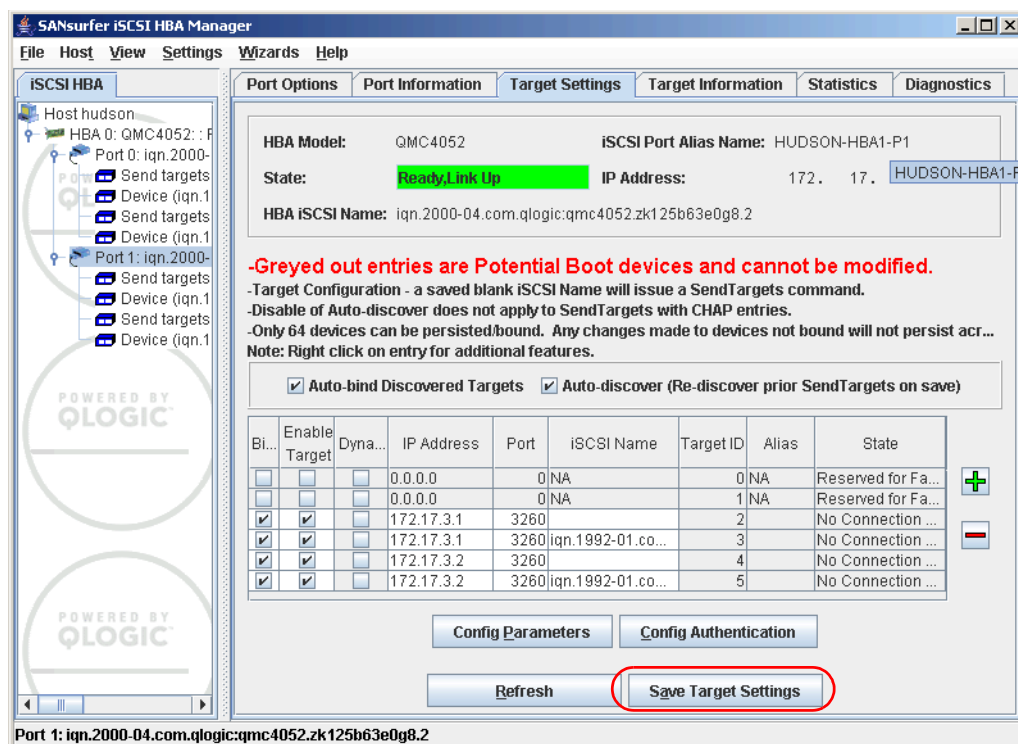 SANsurfer iSCSI HBA Manager
File Host View Settings Wizards Help
iSCSI HBA
Host hudson
HBA 0: QMC4052: : F
Port 0: iqn.2000-
Send targets
Device (iqn.1
Send targets
Device (iqn.1
Port 1: iqn.2000-
Send targets
Device (iqn.1
Send targets
Device (iqn.1
POWERED BY
QLOGIC
POWERED BY
QLOGIC
Port Options Port Information Target Settings Target Information Statistics Diagnostics
HBA Model: QMC4052 iSCSI Port Alias Name: HUDSON-HBA1-P1
State: Ready,Link Up IP Address: 172. 17. HUDSON-HBA1-P
HBA iSCSI Name: iqn.2000-04.com.qlogic:qmc4052.zk125b63e0g8.2
-Greyed out entries are Potential Boot devices and cannot be modified.
-Target Configuration - a saved blank iSCSI Name will issue a SendTargets command.
-Disable of Auto-discover does not apply to SendTargets with CHAP entries.
-Only 64 devices can be persisted/bound. Any changes made to devices not bound will not persist acr...
Note: Right click on entry for additional features.
Auto-bind Discovered Targets Auto-discover (Re-discover prior SendTargets on save)
Bi... Enable Target Dyna... IP Address Port iSCSI Name Target ID Alias State
0.0.0.0 0 NA 0 NA Reserved for Fa...
0.0.0.0 0 NA 1 NA Reserved for Fa...
172.17.3.1 3260 2 No Connection ...
172.17.3.1 3260 iqn.1992-01.co... 3 No Connection ...
172.17.3.2 3260 4 No Connection ...
172.17.3.2 3260 iqn.1992-01.co... 5 No Connection ...
Config Parameters Config Authentication
Refresh Save Target Settings
Port 1: iqn.2000-04.com.qlogic:qmc4052.zk125b63e0g8.2